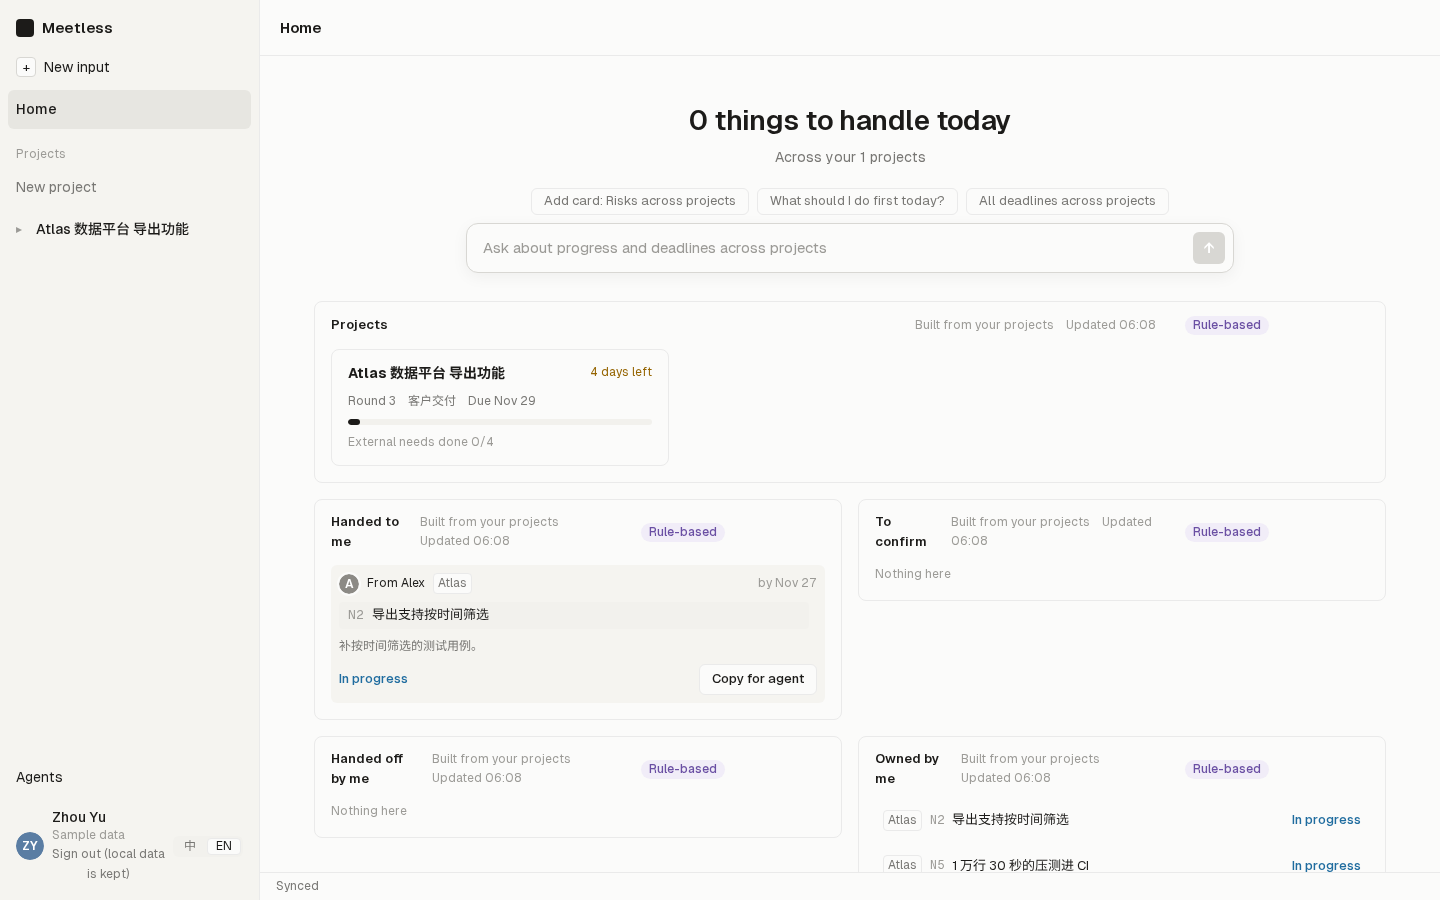 Meetless
+ New input
Home
Projects
New project
▸ Atlas 数据平台 导出功能
Agents
Zhou Yu
ZY
Sample data
Sign out (local data is kept)
中 EN
Home
0 things to handle today
Across your 1 projects
Add card: Risks across projects
What should I do first today?
All deadlines across projects
Ask about progress and deadlines across projects
Projects
Built from your projects Updated 06:08
Rule-based
Atlas 数据平台 导出功能
4 days left
Round 3 客户交付 Due Nov 29
External needs done 0/4
Handed to me
Built from your projects
Updated 06:08
Rule-based
A From Alex Atlas by Nov 27
N2 导出支持按时间筛选
补按时间筛选的测试用例。
In progress
Copy for agent
To confirm
Built from your projects Updated 06:08
Rule-based
Nothing here
Handed off by me
Built from your projects
Updated 06:08
Rule-based
Nothing here
Owned by me
Built from your projects
Updated 06:08
Rule-based
Atlas N2 导出支持按时间筛选 In progress
Atlas N5 1 万行 30 秒的压测进 CI In progress
Synced